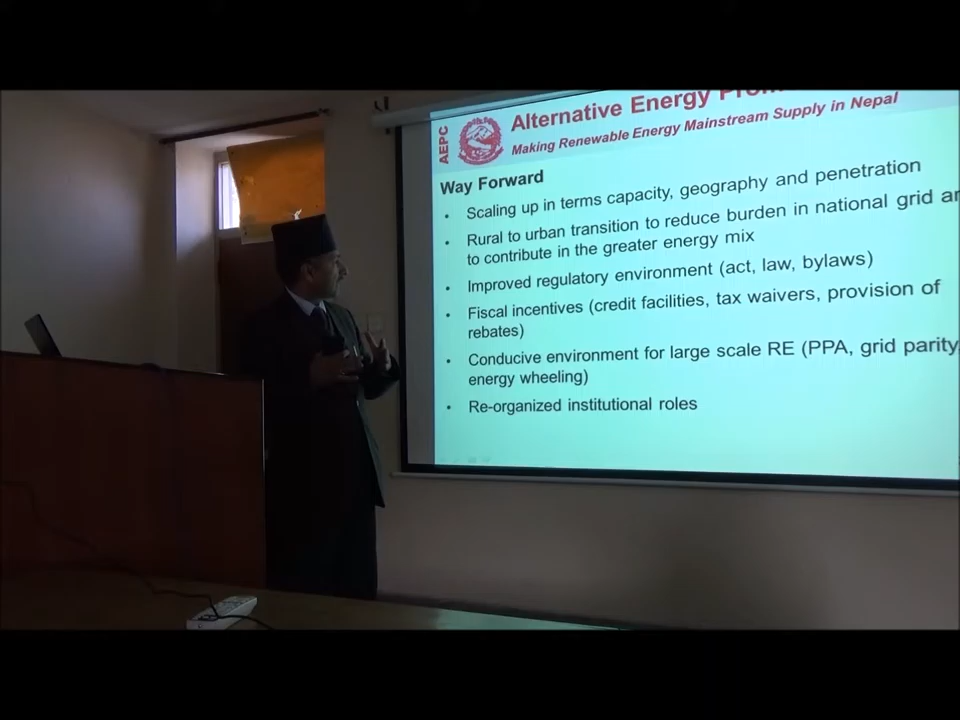 AEPC
Alternative Energy
Making Renewable Energy Mainstream Supply in Nepal
Way Forward
• Scaling up in terms capacity, geography and penetration
• Rural to urban transition to reduce burden in national grid
to contribute in the greater energy mix
• Improved regulatory environment (act, law, bylaws)
• Fiscal incentives (credit facilities, tax waivers, provision of
rebates)
• Conducive environment for large scale RE (PPA, grid parity,
energy wheeling)
• Re-organized institutional roles